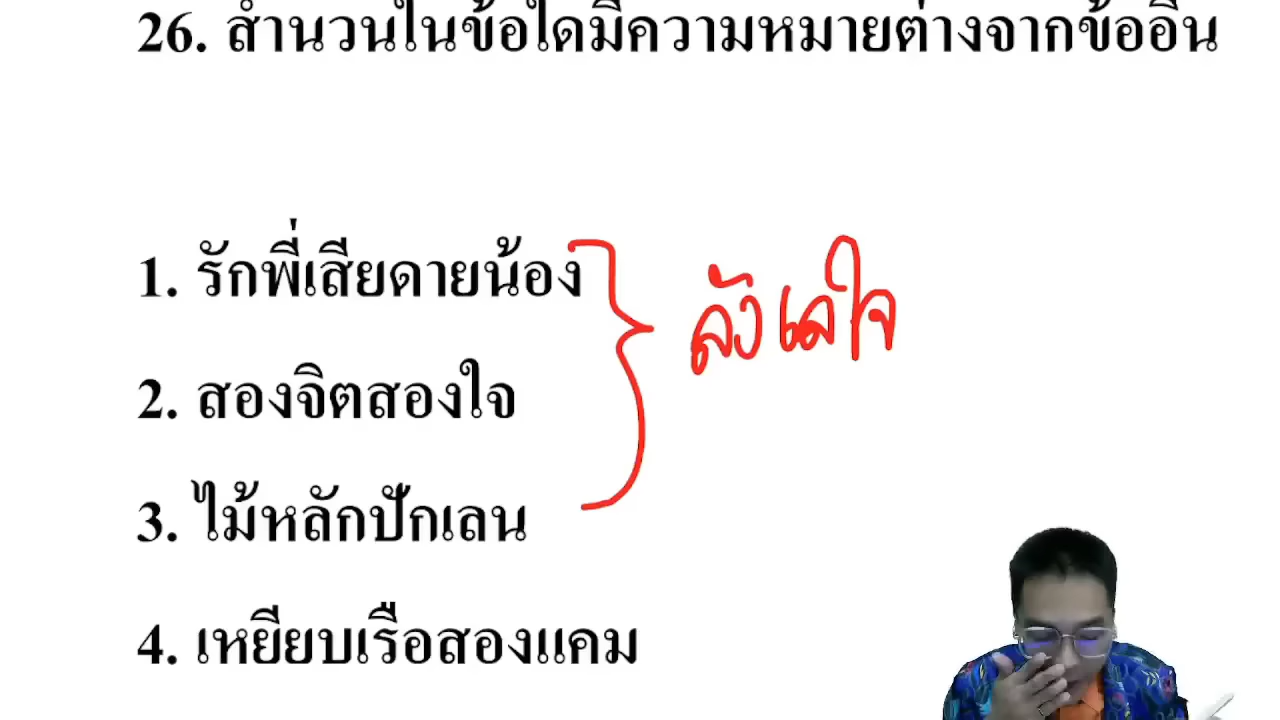 26. สำนวนในข้อใดมีความหมายต่างจากข้ออื่น
1. รักพี่เสียดายน้อง
2. สองจิตสองใจ
3. ไม้หลักปักเลน
4. เหยียบเรือสองแคม
ลังเลใจ